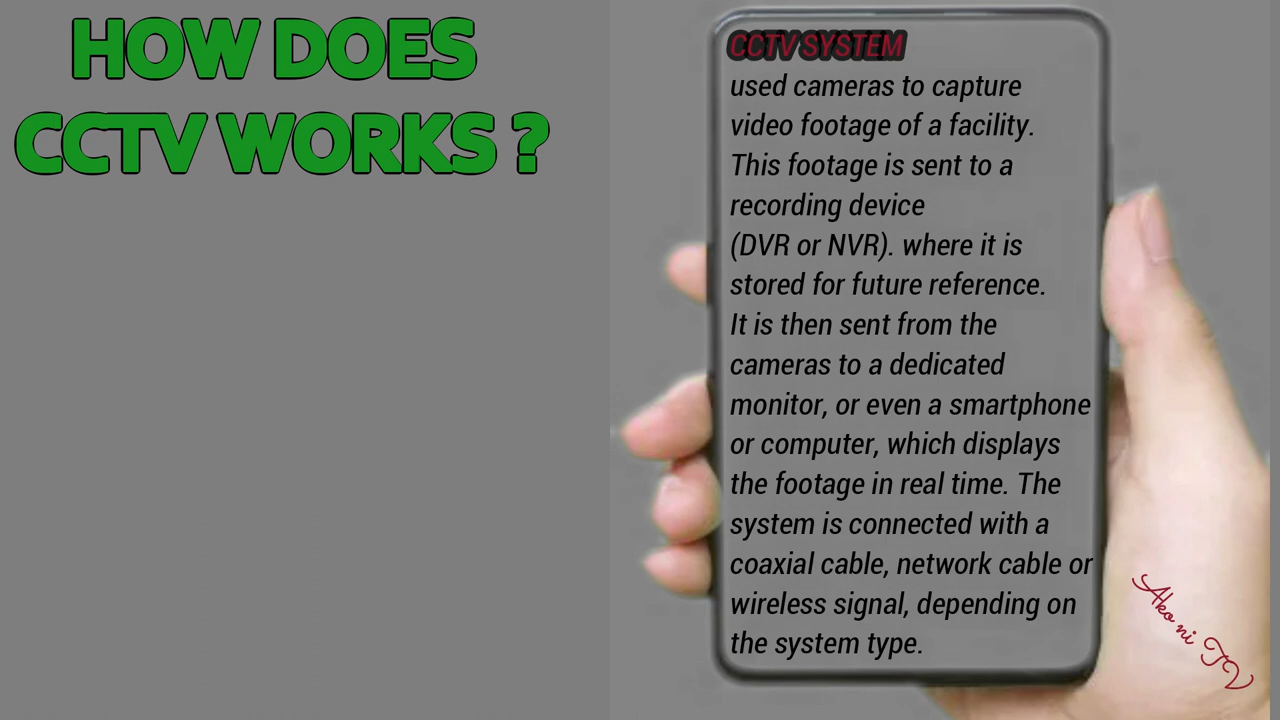 HOW DOES
CCTV WORKS ?
CCTV SYSTEM
used cameras to capture
video footage of a facility.
This footage is sent to a
recording device
(DVR or NVR). where it is
stored for future reference.
It is then sent from the
cameras to a dedicated
monitor, or even a smartphone
or computer, which displays
the footage in real time. The
system is connected with a
coaxial cable, network cable or
wireless signal, depending on
the system type.
Ako ni TV